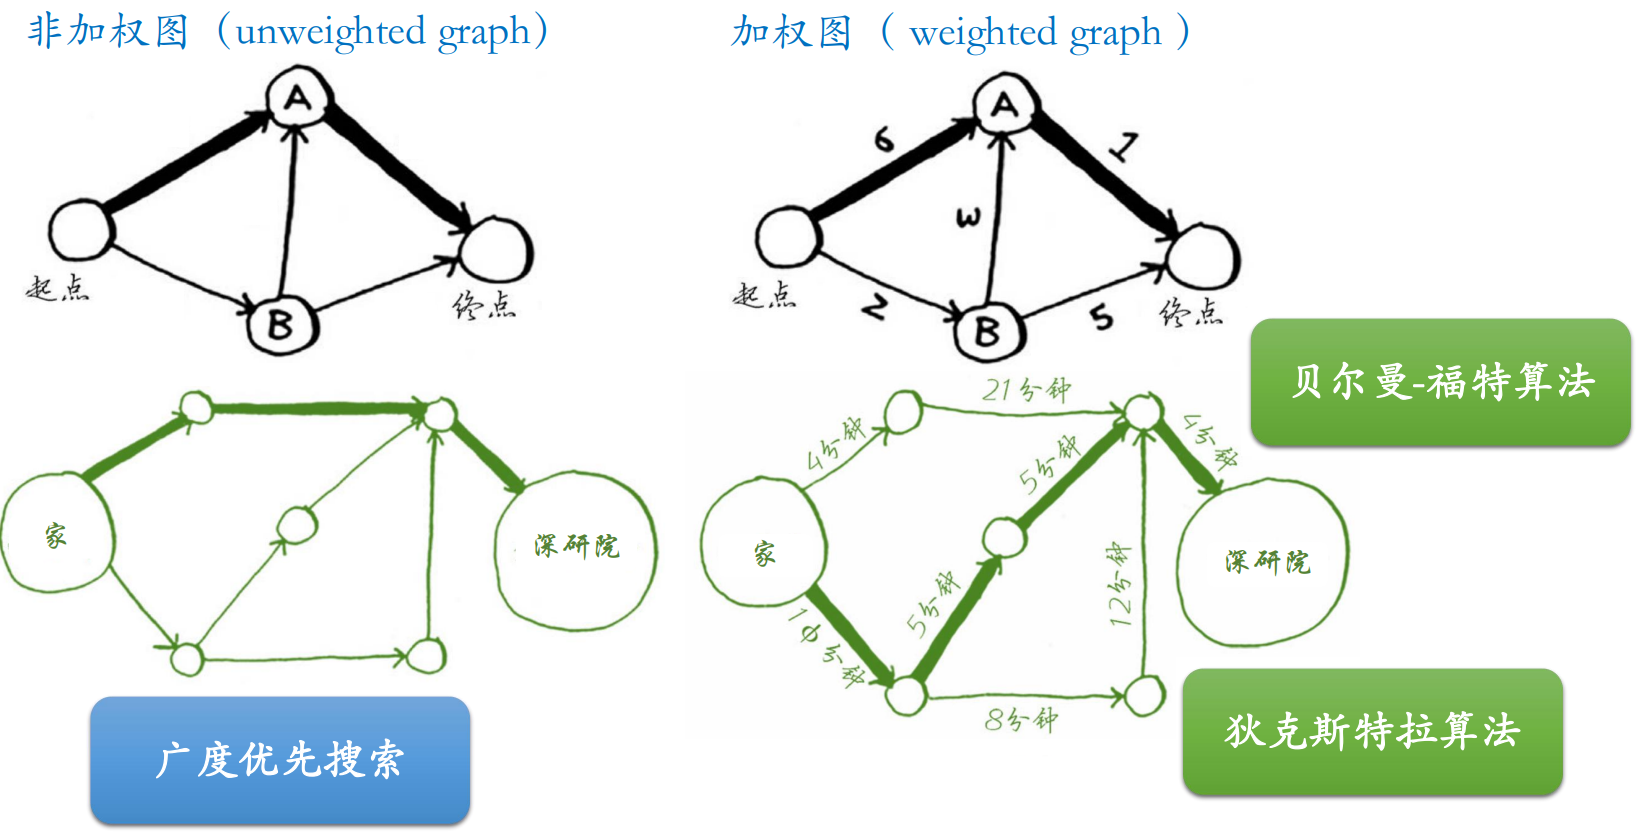 非加权图（unweighted graph）
加权图（ weighted graph ）
A
B
起点
终点
A
B
6
1
3
2
5
起点
终点
贝尔曼-福特算法
家
深研院
21分钟
4分钟
4分钟
5分钟
5分钟
12分钟
10分钟
8分钟
家
深研院
广度优先搜索
狄克斯特拉算法